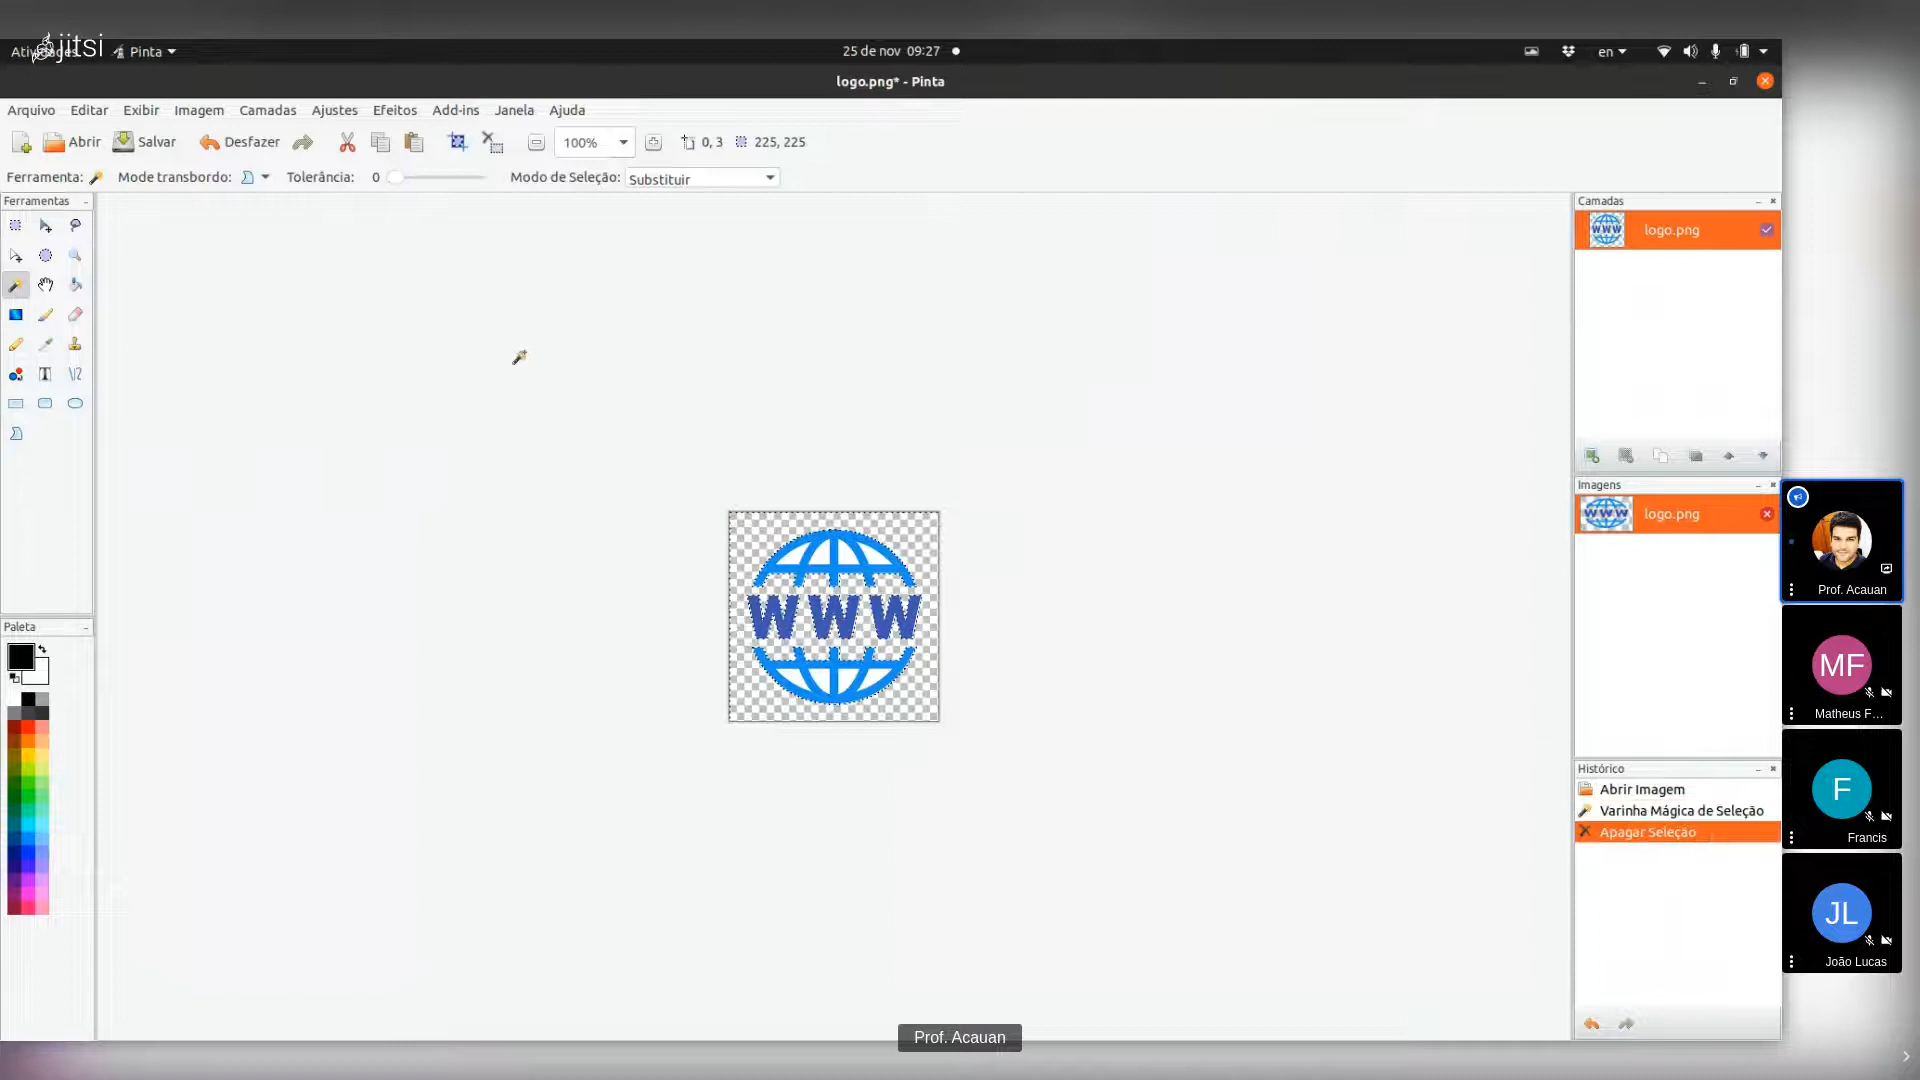 jitsi
Pinta
25 de nov 09:27
en
logo.png* - Pinta
Arquivo Editar Exibir Imagem Camadas Ajustes Efeitos Add-ins Janela Ajuda
Abrir Salvar Desfazer 100% 0, 3 225, 225
Ferramenta: Mode transbordo: Tolerância: 0 Modo de Seleção: Substituir
Ferramentas
Camadas
WWW logo.png
WWW
Imagens
WWW logo.png
Prof. Acauan
MF
Matheus F...
Paleta
Histórico
Abrir Imagem
Varinha Mágica de Seleção
Apagar Seleção
F
Francis
JL
João Lucas
Prof. Acauan